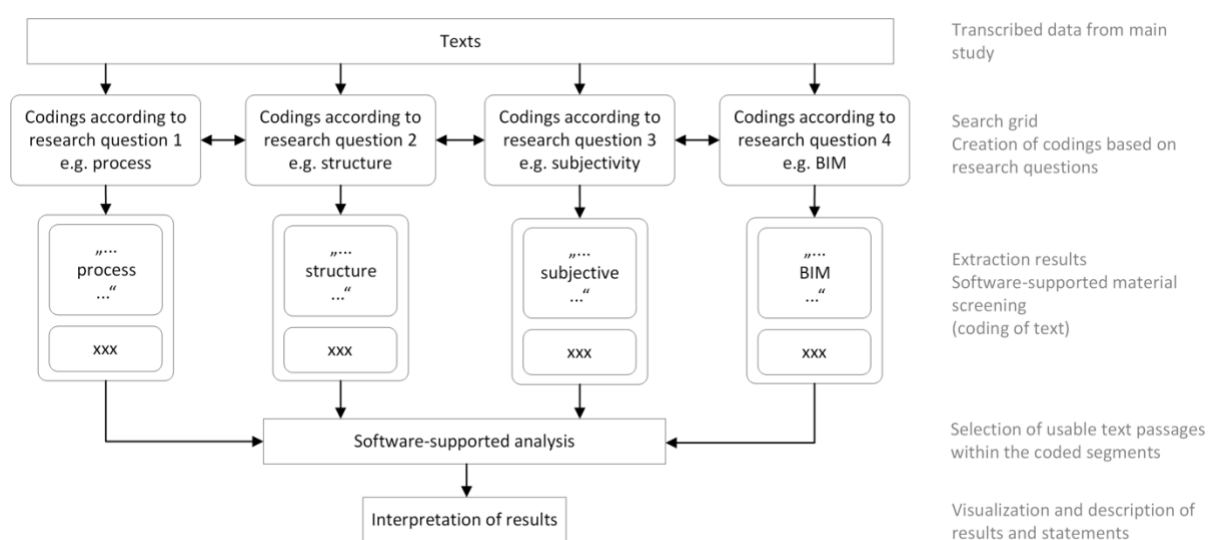 Texts
Transcribed data from main
study
Codings according to
research question 1
e.g. process
Codings according to
research question 2
e.g. structure
Codings according to
research question 3
e.g. subjectivity
Codings according to
research question 4
e.g. BIM
Search grid
Creation of codings based on
research questions
„...
process
...“
xxx
„...
structure
...“
xxx
„...
subjective
...“
xxx
„...
BIM
...“
xxx
Extraction results
Software-supported material
screening
(coding of text)
Software-supported analysis
Selection of usable text passages
within the coded segments
Interpretation of results
Visualization and description of
results and statements